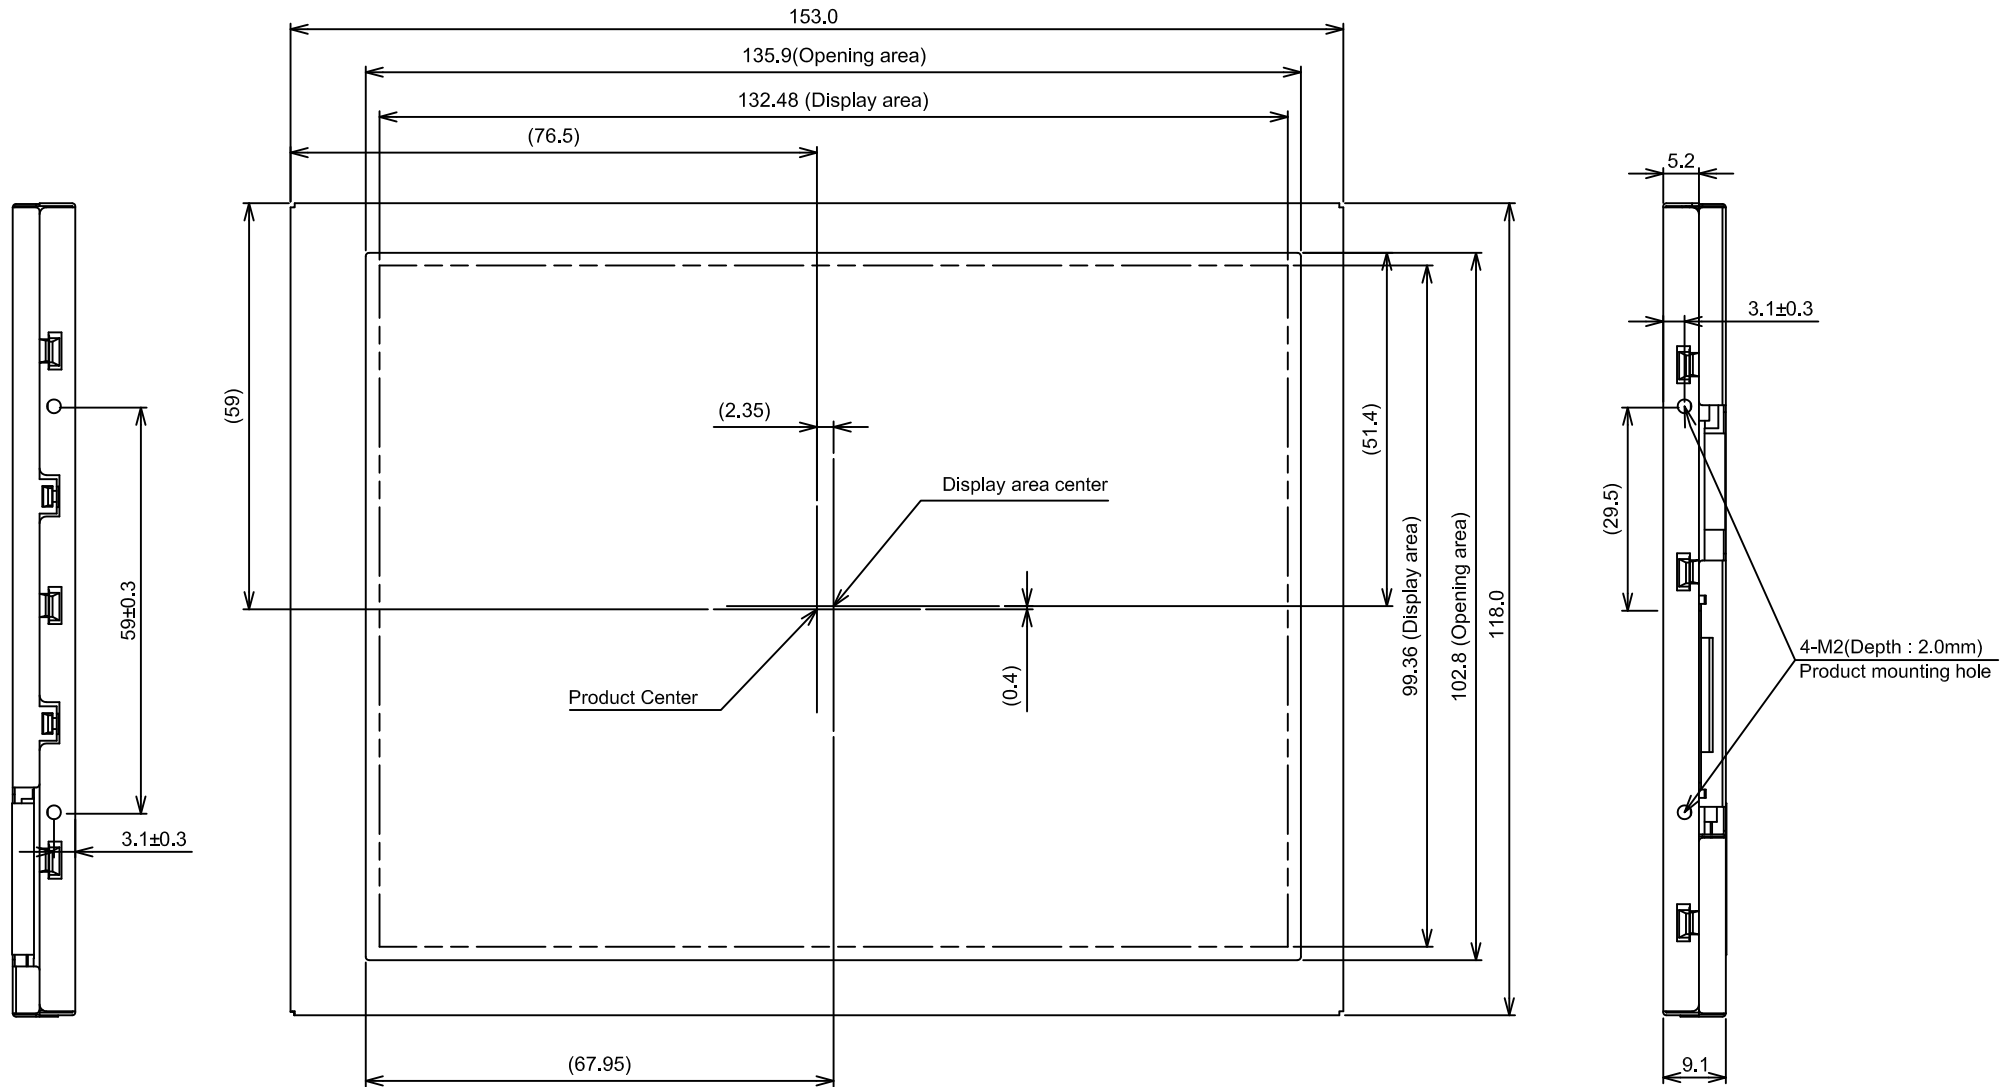 153.0
135.9(Opening area)
132.48 (Display area)
(76.5)
5.2
3.1±0.3
(59)
(2.35)
(51.4)
Display area center
(29.5)
99.36 (Display area)
102.8 (Opening area)
118.0
59±0.3
4-M2(Depth : 2.0mm)
Product mounting hole
(0.4)
Product Center
3.1±0.3
(67.95)
9.1